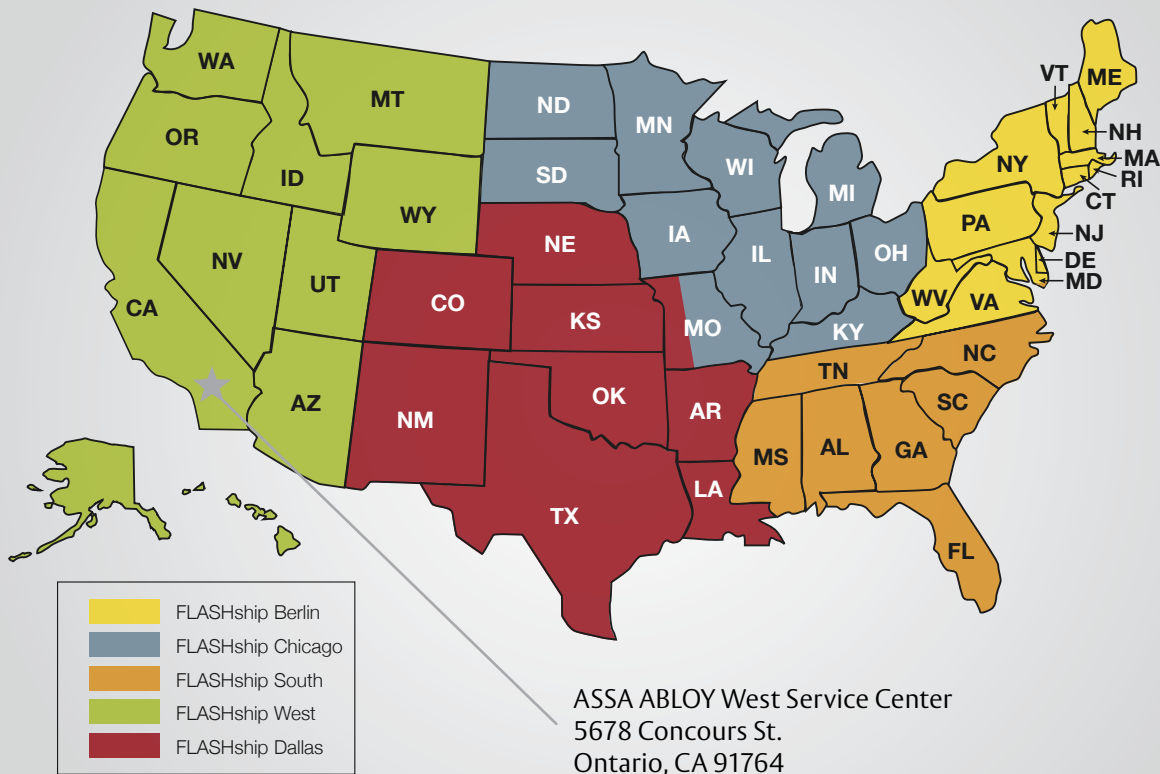 WA
MT
ND
MN
VT
ME
OR
ID
SD
WI
MI
NY
NH
MA
RI
CT
WY
NE
IA
PA
NJ
NV
UT
CO
IL
IN
OH
DE
MD
CA
KS
MO
WV
VA
KY
AZ
NM
OK
AR
TN
NC
SC
MS
AL
GA
TX
LA
FL
FLASHship Berlin
FLASHship Chicago
FLASHship South
FLASHship West
FLASHship Dallas
ASSA ABLOY West Service Center
5678 Concours St.
Ontario, CA 91764